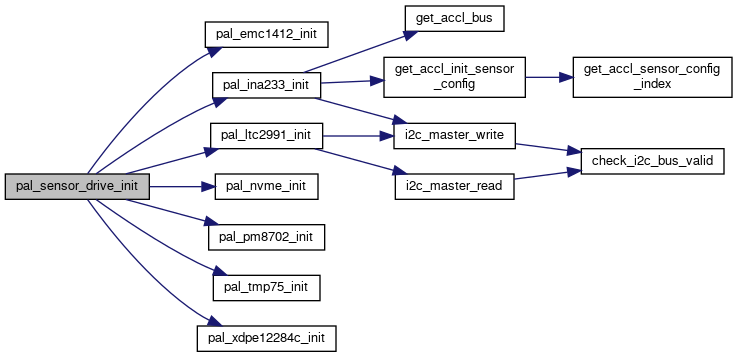 pal_sensor_drive_init
pal_emc1412_init
pal_ina233_init
pal_ltc2991_init
pal_nvme_init
pal_pm8702_init
pal_tmp75_init
pal_xdpe12284c_init
get_accl_bus
get_accl_init_sensor
_config
i2c_master_write
i2c_master_read
get_accl_sensor_config
_index
check_i2c_bus_valid